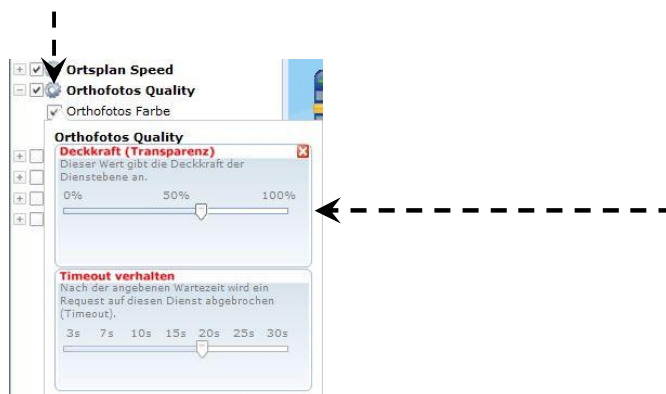 Ortsplan Speed
Orthofotos Quality
Orthofotos Farbe
Orthofotos Quality
Deckkraft (Transparenz)
Dieser Wert gibt die Deckkraft der
Dienstebene an.
0% 50% 100%
Timeout verhalten
Nach der angebenen Wartezeit wird ein
Request auf diesen Dienst abgebrochen
(Timeout).
3s 7s 10s 15s 20s 25s 30s